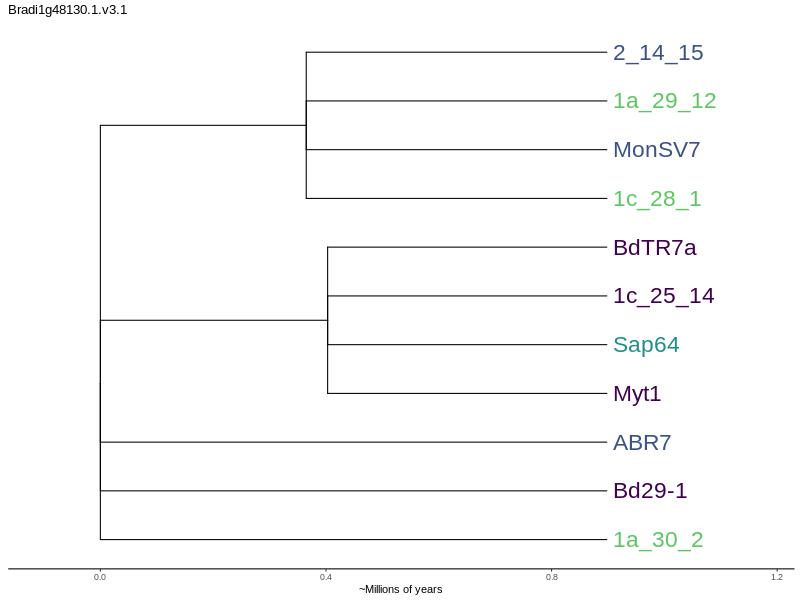 Bradi1g48130.1.v3.1
2_14_15
1a_29_12
MonSV7
1c_28_1
BdTR7a
1c_25_14
Sap64
Myt1
ABR7
Bd29-1
1a_30_2
0.0 0.4 0.8 1.2
~Millions of years